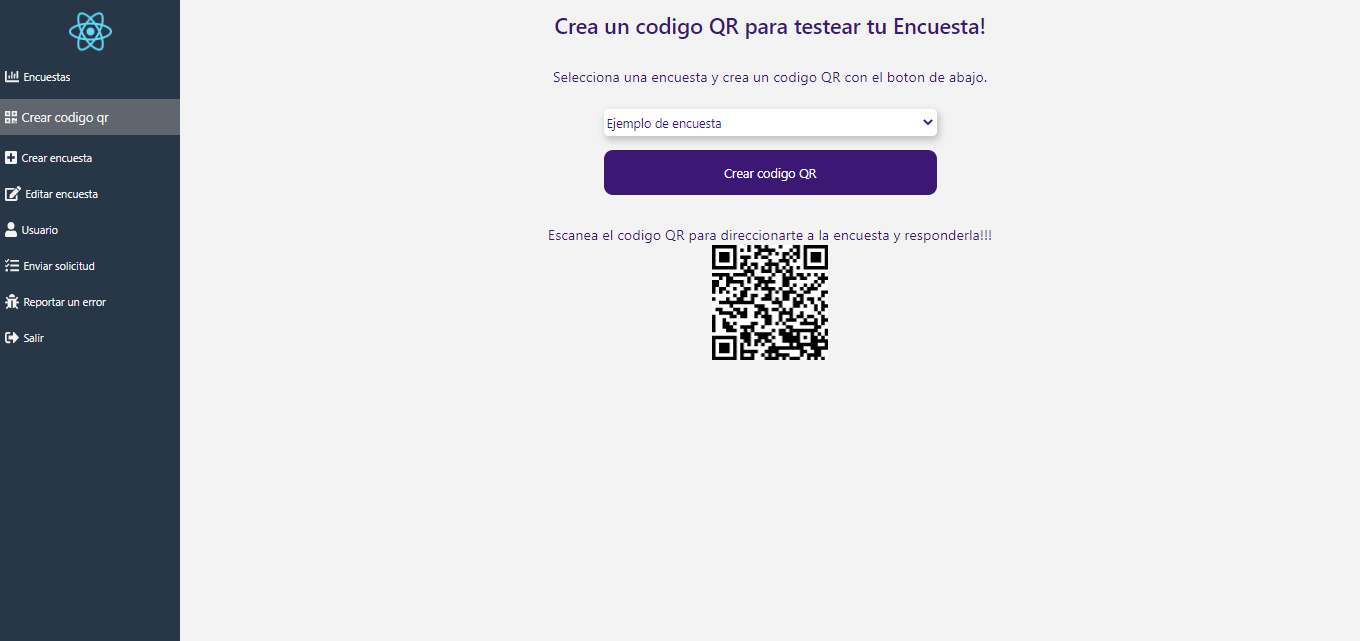 Encuestas
Crear codigo qr
Crear encuesta
Editar encuesta
Usuario
Enviar solicitud
Reportar un error
Salir
Crea un codigo QR para testear tu Encuesta!
Selecciona una encuesta y crea un codigo QR con el boton de abajo.
Ejemplo de encuesta
Crear codigo QR
Escanea el codigo QR para direccionarte a la encuesta y responderla!!!